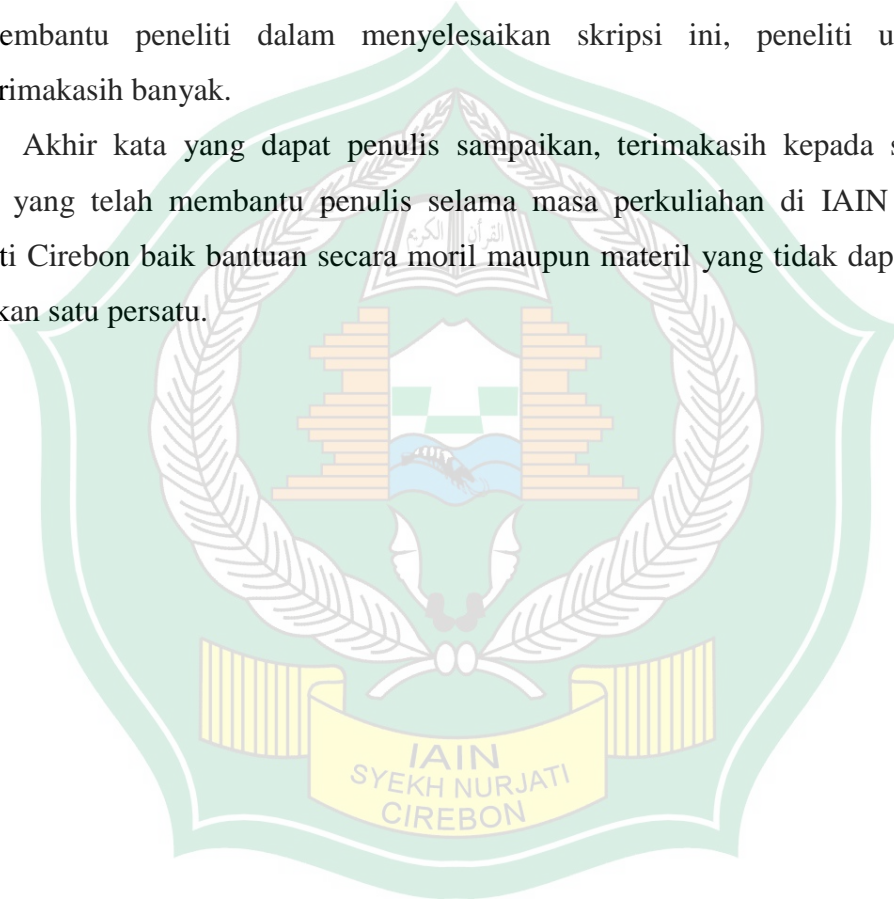 embantu peneliti dalam menyelesaikan skripsi ini, peneliti u
rimakasih banyak.
Akhir kata yang dapat penulis sampaikan, terimakasih kepada s
yang telah membantu penulis selama masa perkuliahan di IAIN
ti Cirebon baik bantuan secara moril maupun materil yang tidak dap
kan satu persatu.
القرآن الكريم
IAIN
SYEKH NURJATI
CIREBON